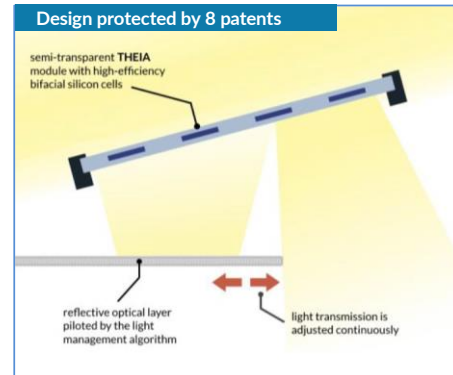 Design protected by 8 patents
semi-transparent THEIA
module with high-efficiency
bifacial silicon cells
reflective optical layer
piloted by the light
management algorithm
light transmission is
adjusted continuously